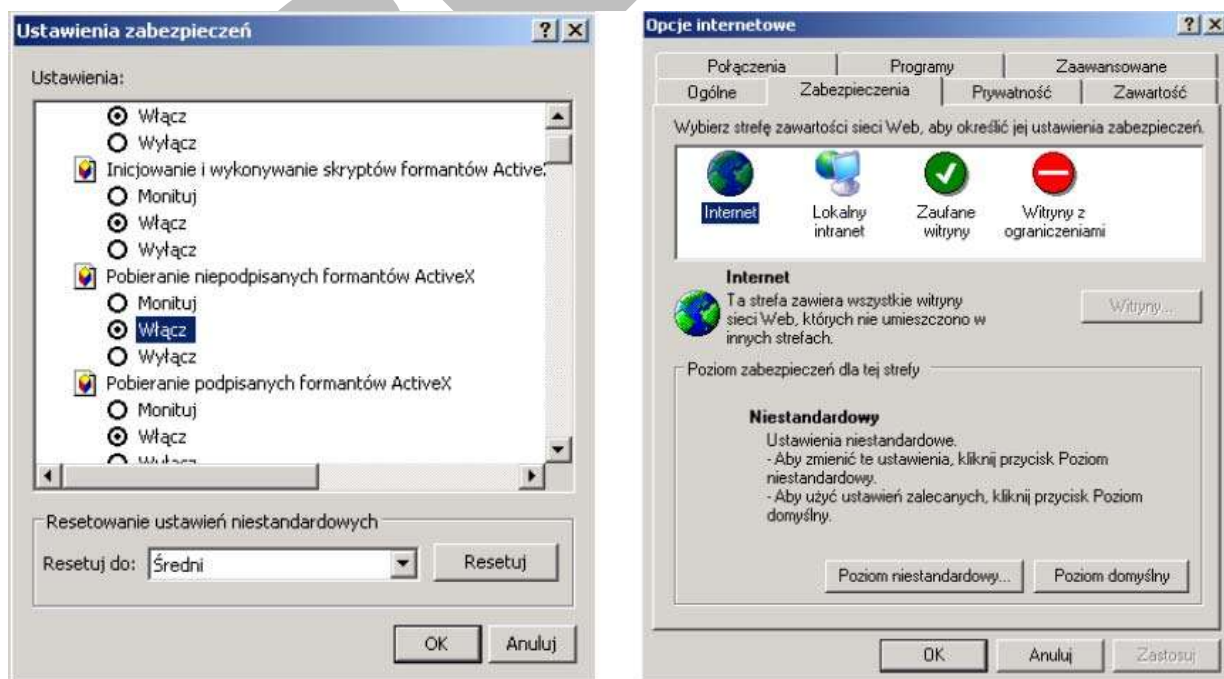 Ustawienia zabezpieczeń
Ustawienia:
Włącz
Wyłącz
Inicjowanie i wykonywanie skryptów formantów Active
Monituj
Włącz
Wyłącz
Pobieranie niepodpisanych formantów ActiveX
Monituj
Włącz
Wyłącz
Pobieranie podpisanych formantów ActiveX
Monituj
Włącz
Resetowanie ustawień niestandardowych
Resetuj do: Średni Resetuj
OK Anuluj
Opcje internetowe
Połączenia Programy Zaawansowane
Ogólne Zabezpieczenia Prywatność Zawartość
Wybierz strefę zawartości sieci Web, aby określić jej ustawienia zabezpieczeń.
Internet Lokalny intranet Zaufane witryny Witryny z ograniczeniami
Internet
Ta strefa zawiera wszystkie witryny
sieci Web, których nie umieszczono w
innych strefach.
Witryny...
Poziom zabezpieczeń dla tej strefy
Niestandardowy
Ustawienia niestandardowe.
- Aby zmienić te ustawienia, kliknij przycisk Poziom
niestandardowy.
- Aby użyć ustawień zalecanych, kliknij przycisk Poziom
domyślny.
Poziom niestandardowy... Poziom domyślny
OK Anuluj Zastosuj